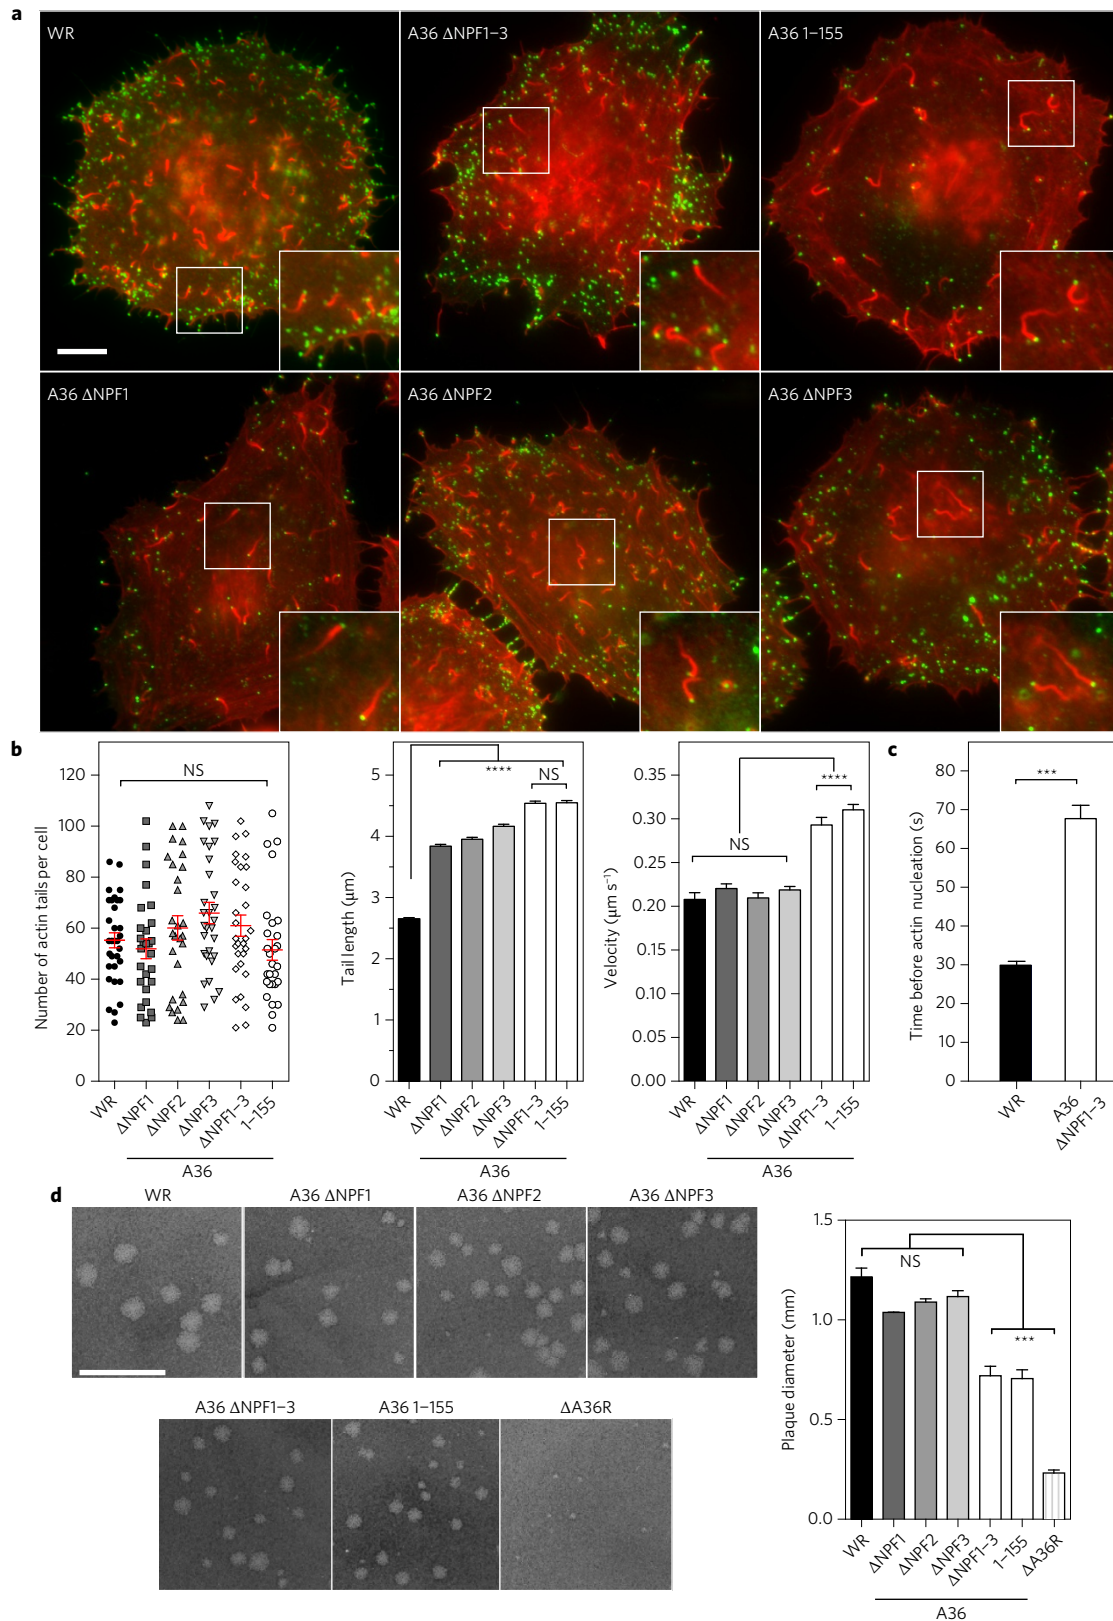 a
WR
A36 ΔNPF1–3
A36 1–155
A36 ΔNPF1
A36 ΔNPF2
A36 ΔNPF3
b
Number of actin tails per cell
120
100
80
60
40
20
0
NS
WR
ΔNPF1
ΔNPF2
ΔNPF3
ΔNPF1–3
1–155
A36
Tail length (μm)
5
4
3
2
1
0
****
NS
WR
ΔNPF1
ΔNPF2
ΔNPF3
ΔNPF1–3
1–155
A36
Velocity (μm s⁻¹)
0.35
0.30
0.25
0.20
0.15
0.10
0.05
0.00
NS
****
WR
ΔNPF1
ΔNPF2
ΔNPF3
ΔNPF1–3
1–155
A36
c
Time before actin nucleation (s)
80
70
60
50
40
30
20
10
0
***
WR
A36
ΔNPF1–3
d
WR
A36 ΔNPF1
A36 ΔNPF2
A36 ΔNPF3
A36 ΔNPF1–3
A36 1–155
ΔA36R
Plaque diameter (mm)
1.5
1.0
0.5
0.0
NS
***
WR
ΔNPF1
ΔNPF2
ΔNPF3
ΔNPF1–3
1–155
ΔA36R
A36